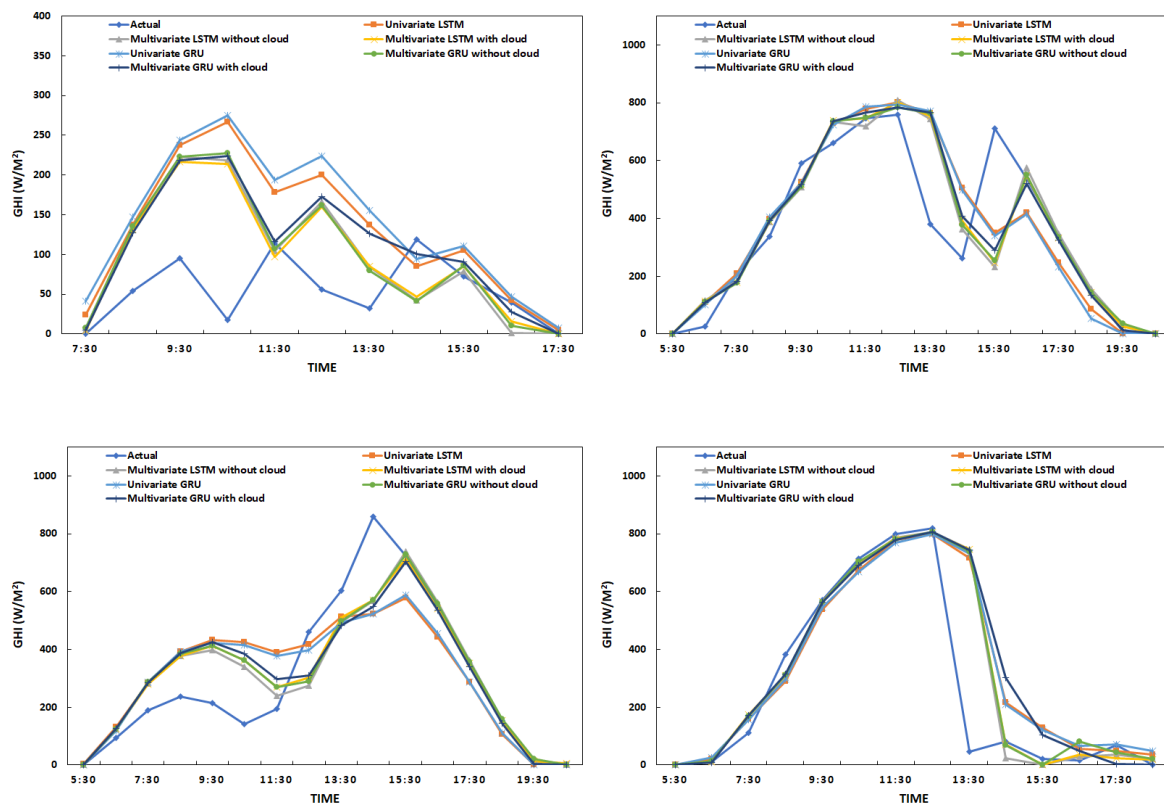 Actual Univariate LSTM
Multivariate LSTM without cloud Multivariate LSTM with cloud
Univariate GRU Multivariate GRU without cloud
Multivariate GRU with cloud
400
350
300
250
200
150
100
50
0
GHI (W/M²)
7:30 9:30 11:30 13:30 15:30 17:30
TIME
Actual Univariate LSTM
Multivariate LSTM without cloud Multivariate LSTM with cloud
Univariate GRU Multivariate GRU without cloud
Multivariate GRU with cloud
1000
800
600
400
200
0
GHI (W/M²)
5:30 7:30 9:30 11:30 13:30 15:30 17:30 19:30
TIME
Actual Univariate LSTM
Multivariate LSTM without cloud Multivariate LSTM with cloud
Univariate GRU Multivariate GRU without cloud
Multivariate GRU with cloud
1000
800
600
400
200
0
GHI (W/M²)
5:30 7:30 9:30 11:30 13:30 15:30 17:30 19:30
TIME
Actual Univariate LSTM
Multivariate LSTM without cloud Multivariate LSTM with cloud
Univariate GRU Multivariate GRU without cloud
Multivariate GRU with cloud
1000
800
600
400
200
0
GHI (W/M²)
5:30 7:30 9:30 11:30 13:30 15:30 17:30
TIME